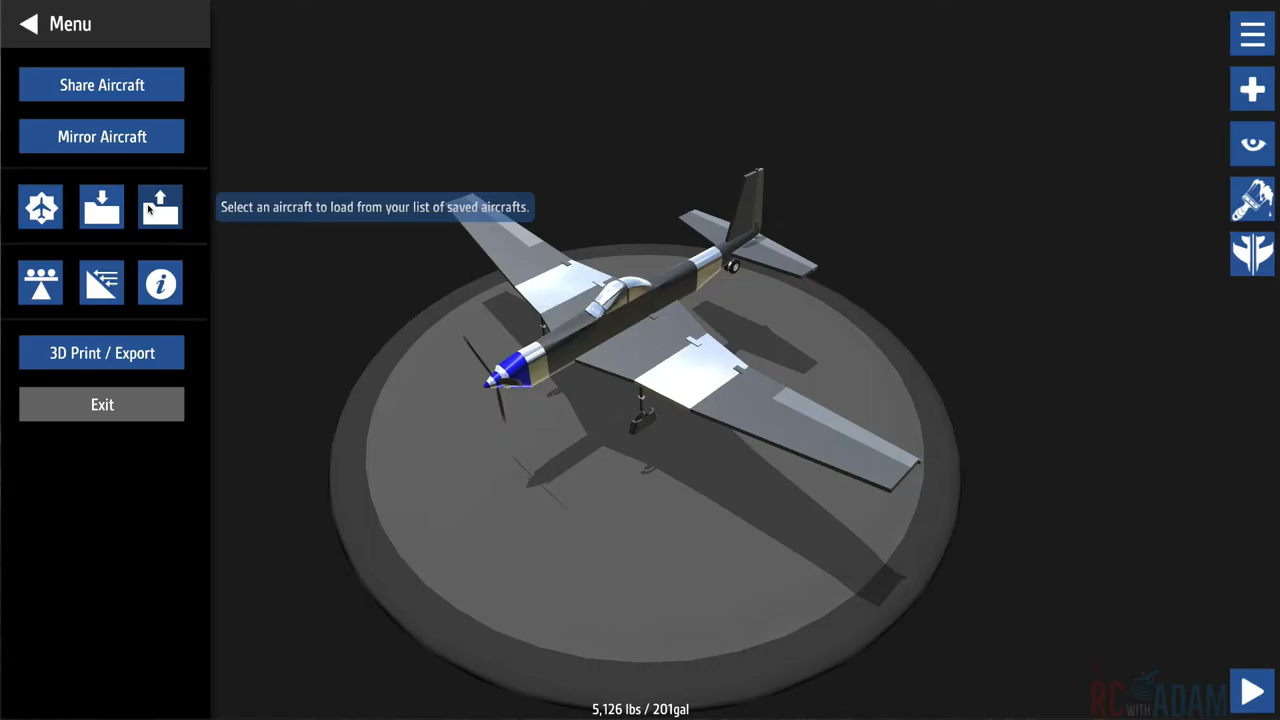 Menu
Share Aircraft
Mirror Aircraft
Select an aircraft to load from your list of saved aircrafts.
3D Print / Export
Exit
5,126 lbs / 201gal
RC WITH ADAM